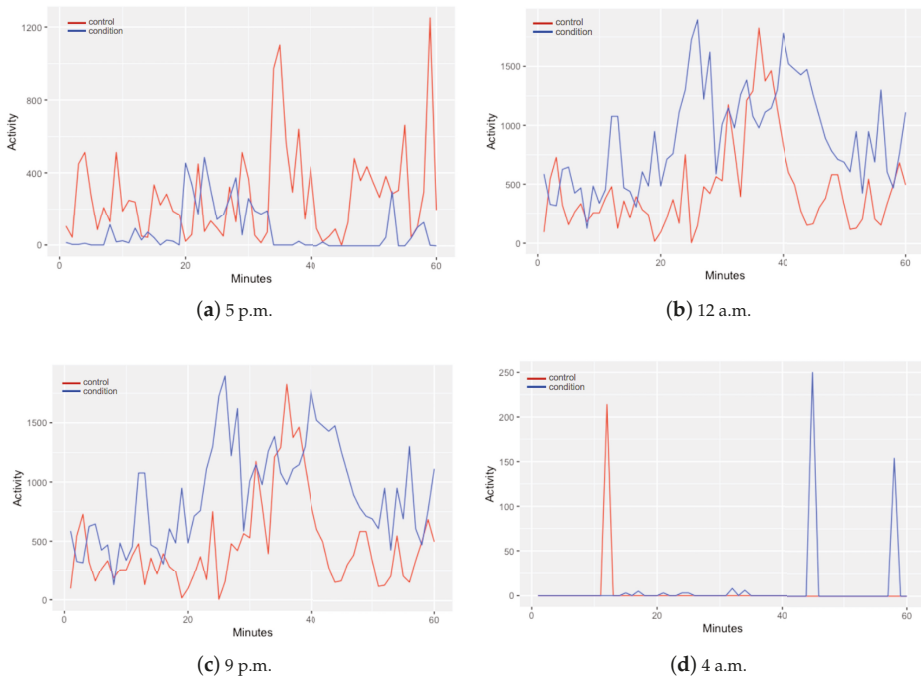 control
condition
1200
800
400
0
Activity
0 20 40 60
Minutes
(a) 5 p.m.
control
condition
1500
1000
500
0
Activity
0 20 40 60
Minutes
(b) 12 a.m.
control
condition
1500
1000
500
0
Activity
0 20 40 60
Minutes
(c) 9 p.m.
control
condition
250
200
150
100
50
0
Activity
0 20 40 60
Minutes
(d) 4 a.m.